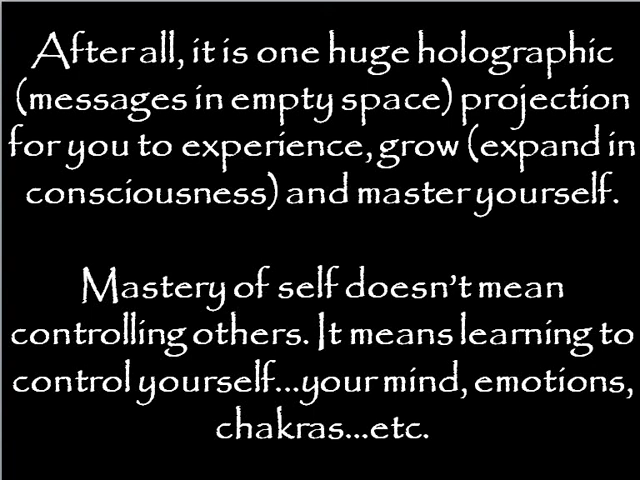 After all, it is one huge holographic
(messages in empty space) projection
for you to experience, grow (expand in
consciousness) and master yourself.
Mastery of self doesn't mean
controlling others. It means learning to
control yourself...your mind, emotions,
chakras...etc.